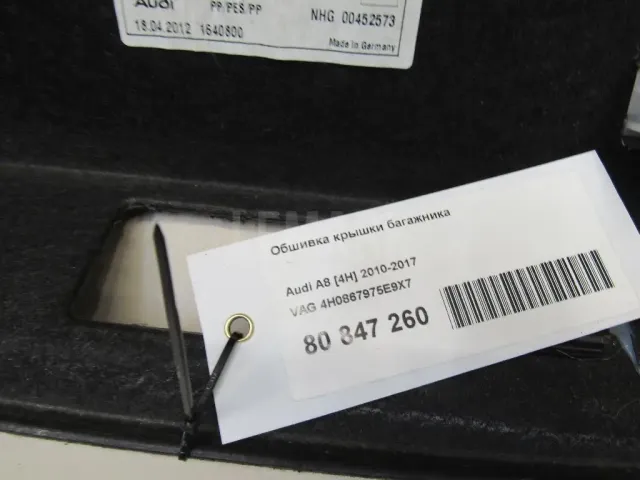 Audi PP/PES/PP NHG 00452573
18.04.2012 1640800 Made in Germany
Обшивка крышки багажника
Audi A8 [4H] 2010-2017
VAG 4H0867975E9X7
80 847 260